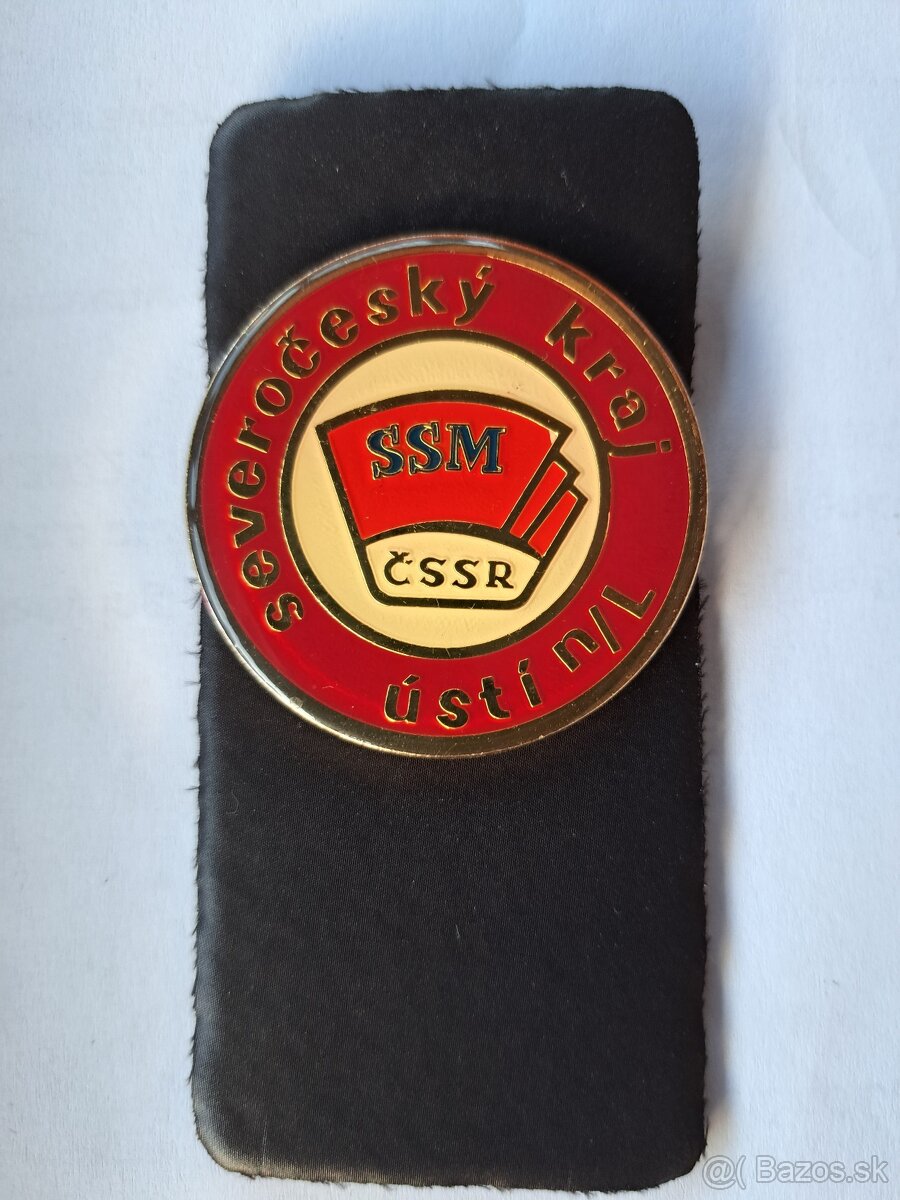 severočeský kraj
SSM
ČSSR
ústí n/L
@( Bazos.sk